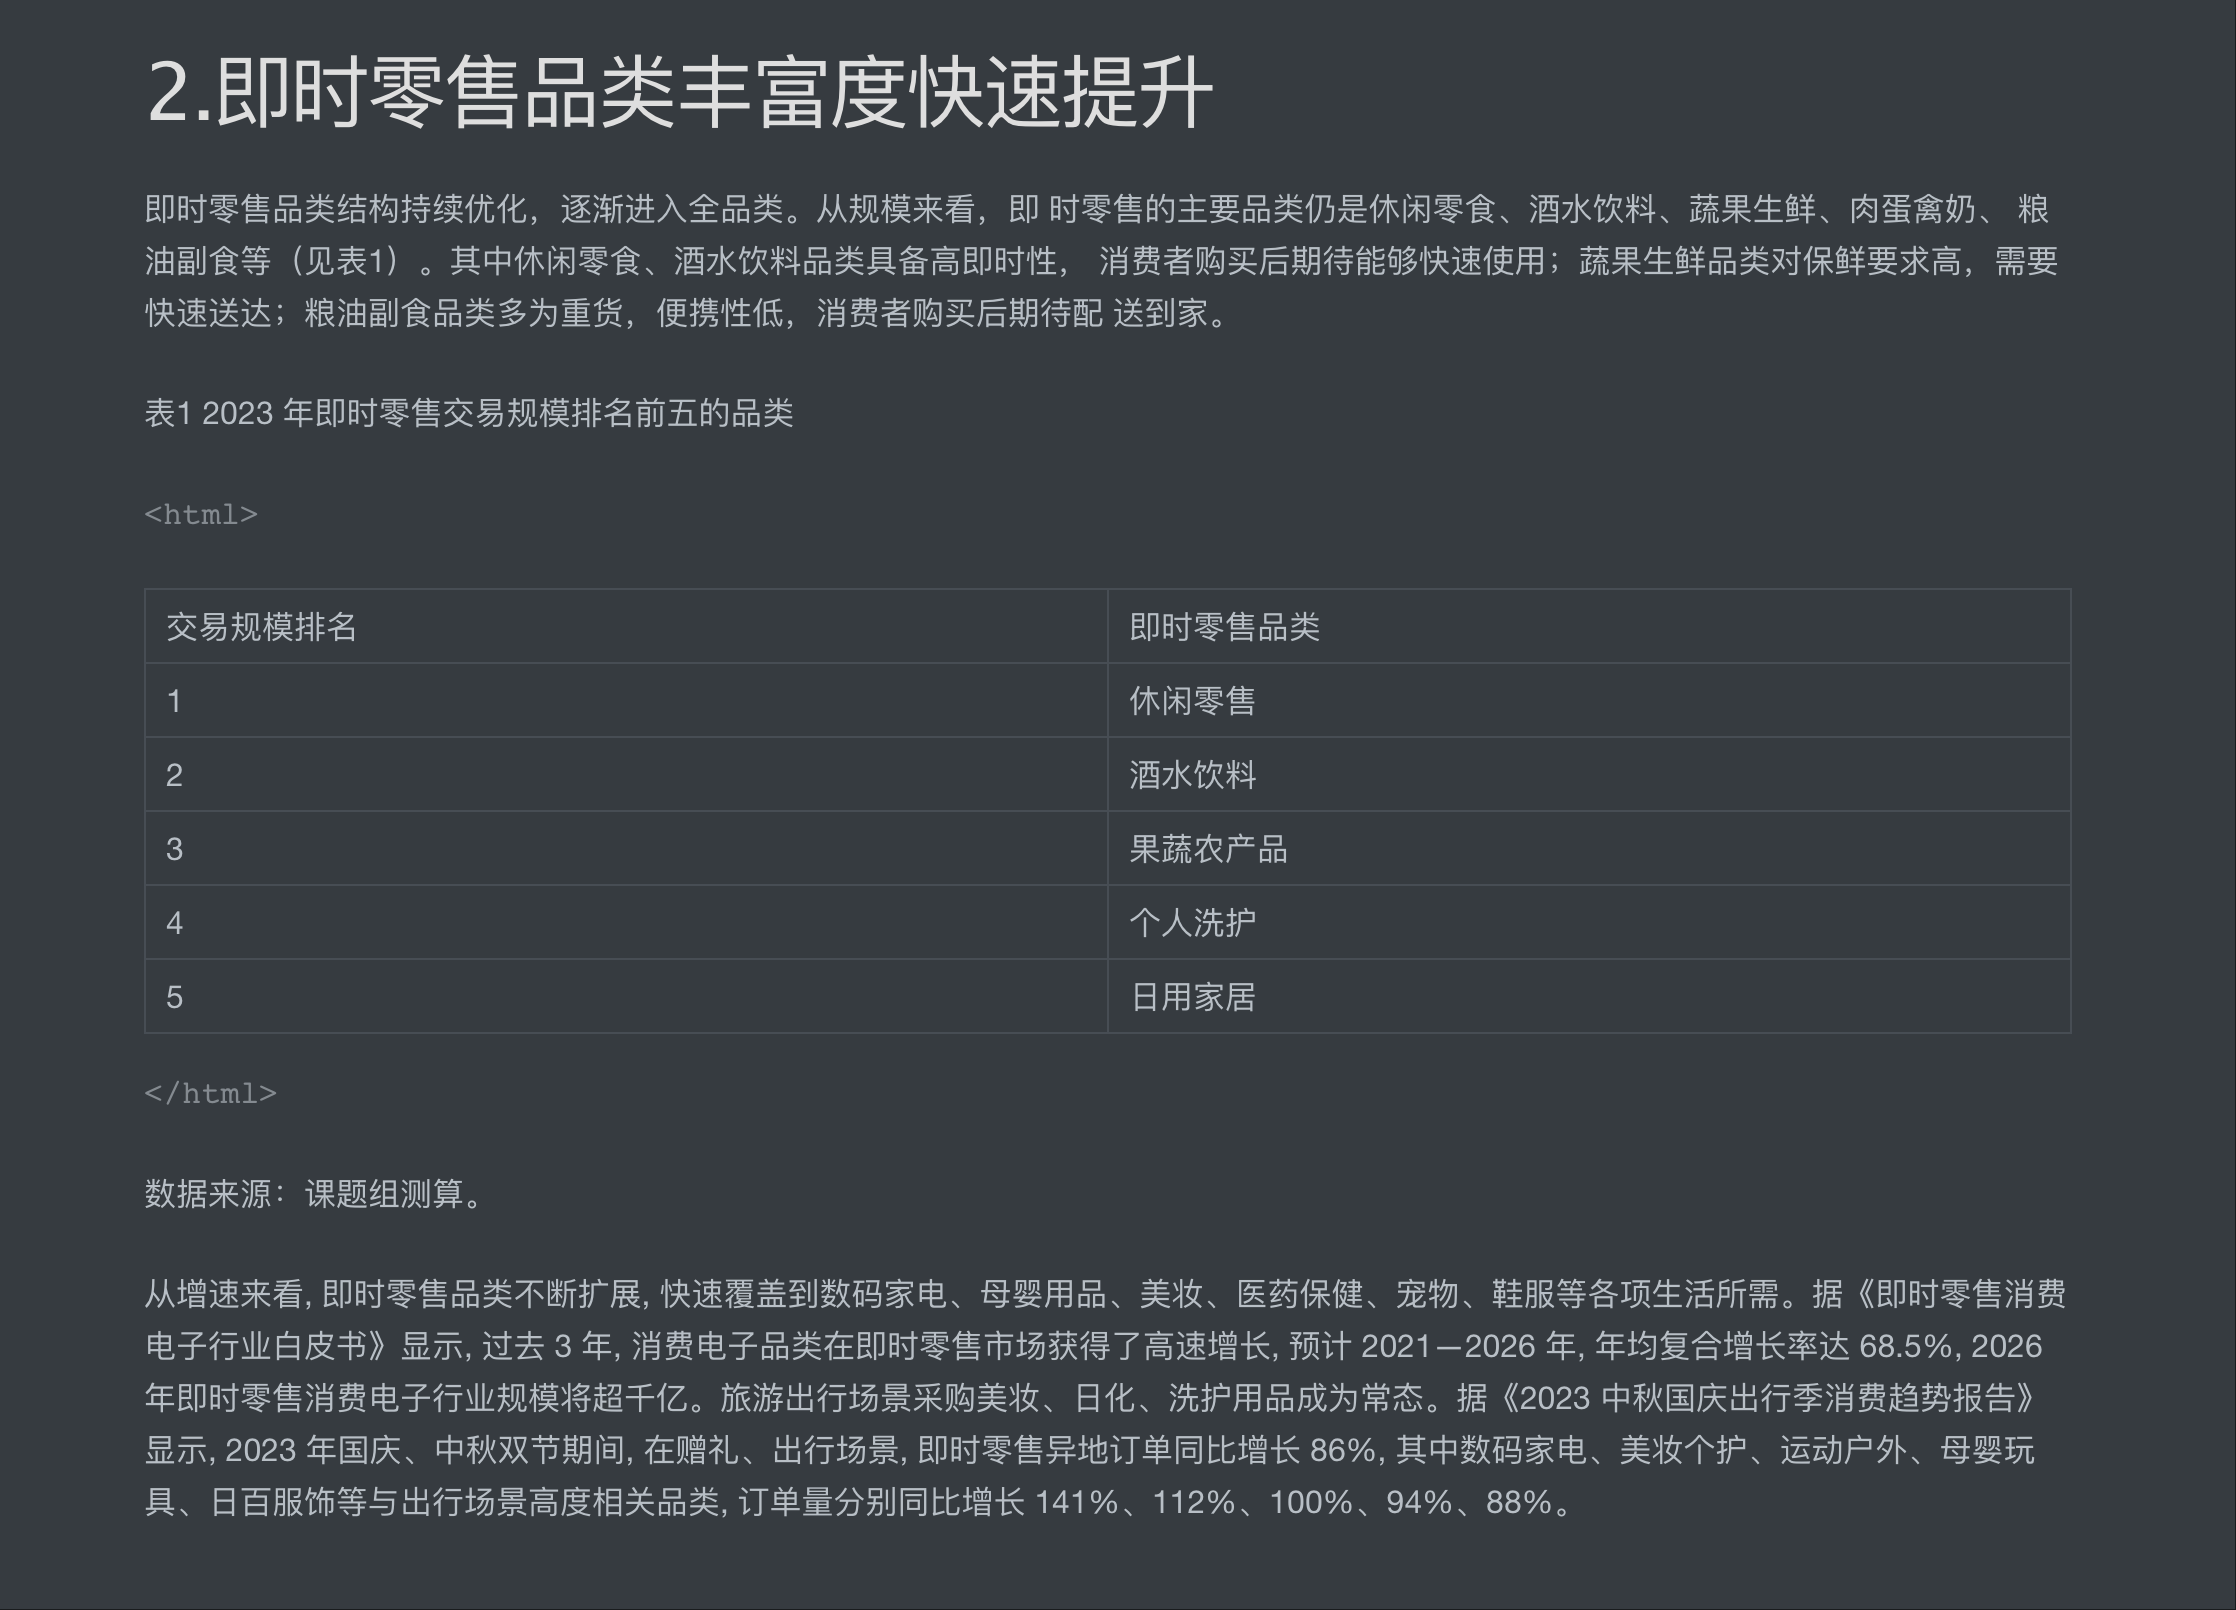 2.即时零售品类丰富度快速提升
即时零售品类结构持续优化，逐渐进入全品类。从规模来看，即 时零售的主要品类仍是休闲零食、酒水饮料、蔬果生鲜、肉蛋禽奶、 粮
油副食等（见表1）。其中休闲零食、酒水饮料品类具备高即时性， 消费者购买后期待能够快速使用；蔬果生鲜品类对保鲜要求高，需要
快速送达；粮油副食品类多为重货，便携性低，消费者购买后期待配 送到家。
表1 2023 年即时零售交易规模排名前五的品类
<html>
交易规模排名 即时零售品类
1 休闲零售
2 酒水饮料
3 果蔬农产品
4 个人洗护
5 日用家居
</html>
数据来源：课题组测算。
从增速来看, 即时零售品类不断扩展, 快速覆盖到数码家电、母婴用品、美妆、医药保健、宠物、鞋服等各项生活所需。据《即时零售消费
电子行业白皮书》显示, 过去 3 年, 消费电子品类在即时零售市场获得了高速增长, 预计 2021—2026 年, 年均复合增长率达 68.5%, 2026
年即时零售消费电子行业规模将超千亿。旅游出行场景采购美妆、日化、洗护用品成为常态。据《2023 中秋国庆出行季消费趋势报告》
显示, 2023 年国庆、中秋双节期间, 在赠礼、出行场景, 即时零售异地订单同比增长 86%, 其中数码家电、美妆个护、运动户外、母婴玩
具、日百服饰等与出行场景高度相关品类, 订单量分别同比增长 141%、112%、100%、94%、88%。